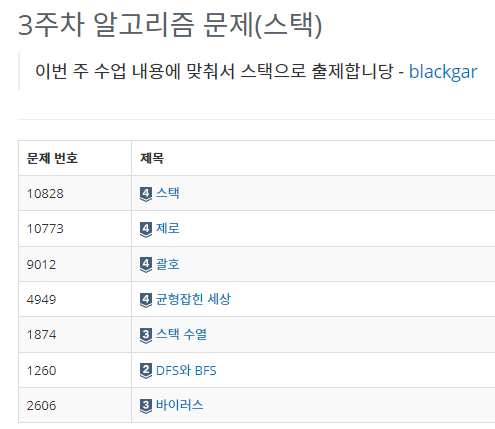 3주차 알고리즘 문제(스택)
이번 주 수업 내용에 맞춰서 스택으로 출제합니당 - blackgar
문제 번호 제목
10828 4 스택
10773 4 제로
9012 4 괄호
4949 4 균형잡힌 세상
1874 3 스택 수열
1260 2 DFS와 BFS
2606 3 바이러스